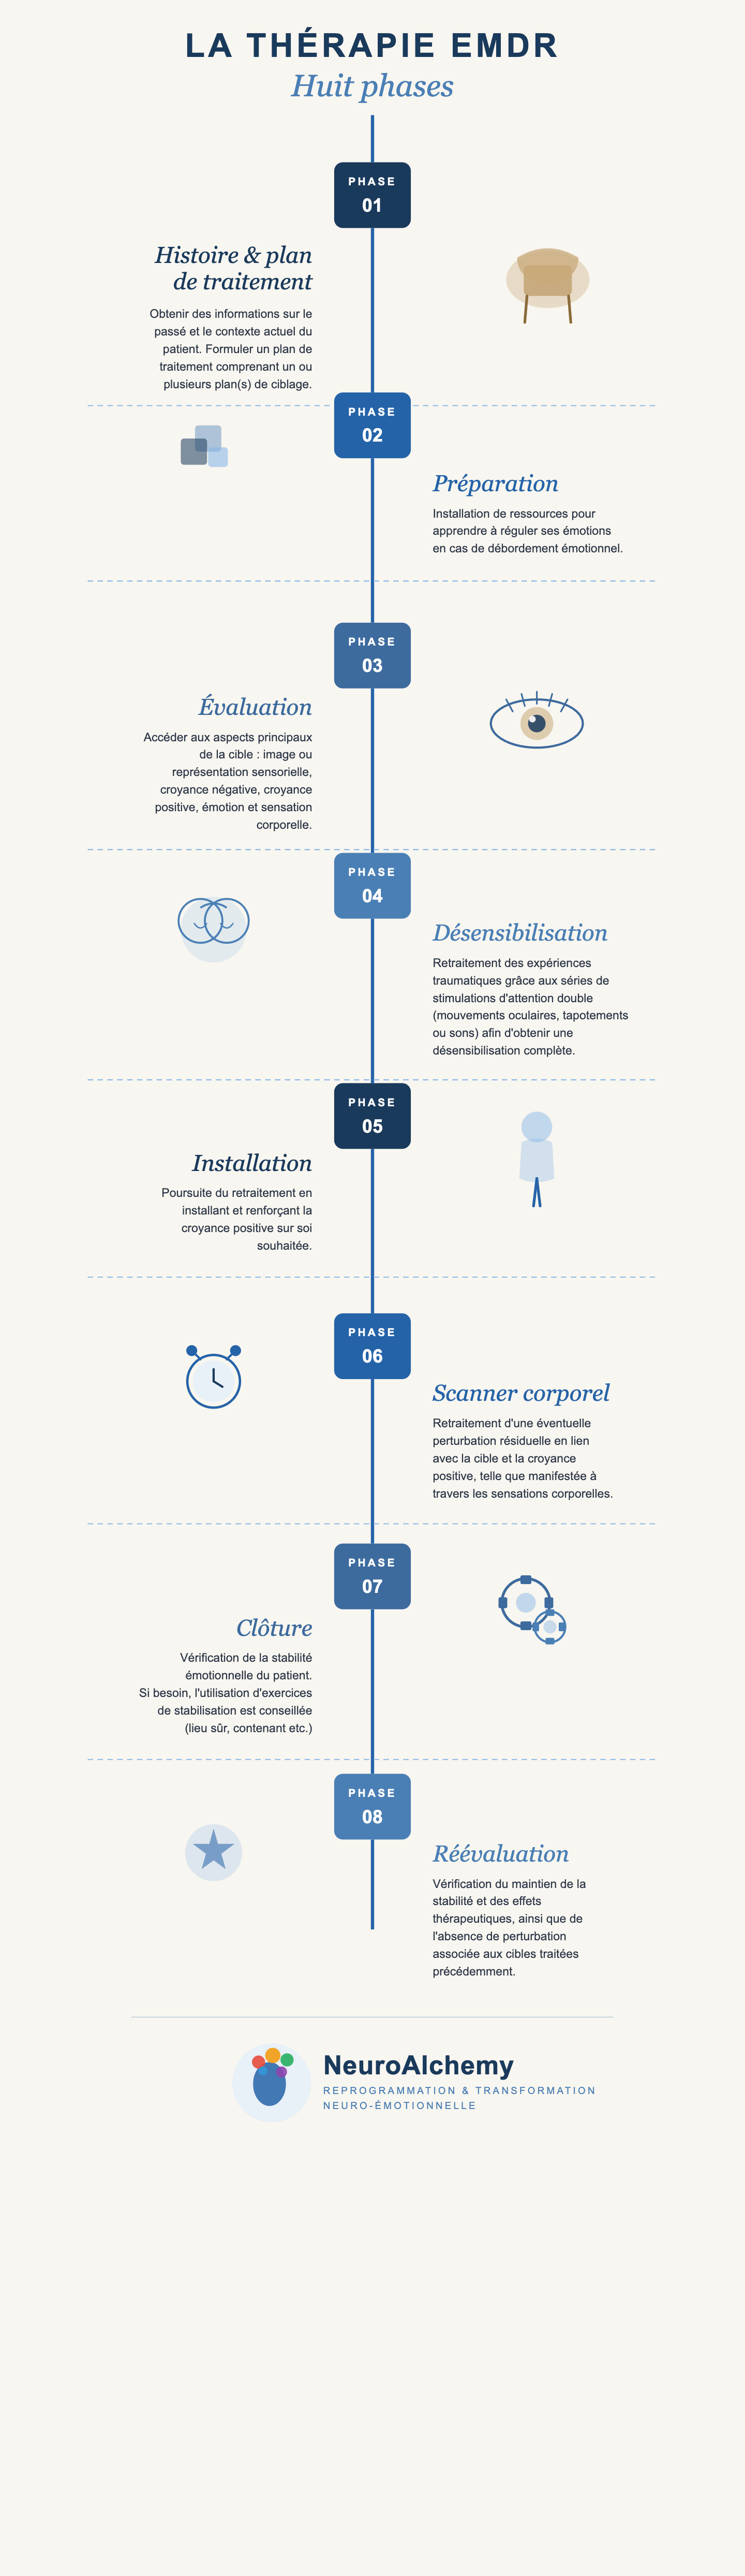 LA THÉRAPIE EMDR
Huit phases
PHASE
01
Histoire & plan
de traitement
Obtenir des informations sur le
passé et le contexte actuel du
patient. Formuler un plan de
traitement comprenant un ou
plusieurs plan(s) de ciblage.
PHASE
02
Préparation
Installation de ressources pour
apprendre à réguler ses émotions
en cas de débordement émotionnel.
PHASE
03
Évaluation
Accéder aux aspects principaux
de la cible : image ou
représentation sensorielle,
croyance négative, croyance
positive, émotion et sensation
corporelle.
PHASE
04
Désensibilisation
Retraitement des expériences
traumatiques grâce aux séries de
stimulations d'attention double
(mouvements oculaires, tapotements
ou sons) afin d'obtenir une
désensibilisation complète.
PHASE
05
Installation
Poursuite du retraitement en
installant et renforçant la
croyance positive sur soi
souhaitée.
PHASE
06
Scanner corporel
Retraitement d'une éventuelle
perturbation résiduelle en lien
avec la cible et la croyance
positive, telle que manifestée à
travers les sensations corporelles.
PHASE
07
Clôture
Vérification de la stabilité
émotionnelle du patient.
Si besoin, l'utilisation d'exercices
de stabilisation est conseillée
(lieu sûr, contenant etc.)
PHASE
08
Réévaluation
Vérification du maintien de la
stabilité et des effets
thérapeutiques, ainsi que de
l'absence de perturbation
associée aux cibles traitées
précédemment.
NeuroAlchemy
REPROGRAMMATION & TRANSFORMATION
NEURO-ÉMOTIONNELLE